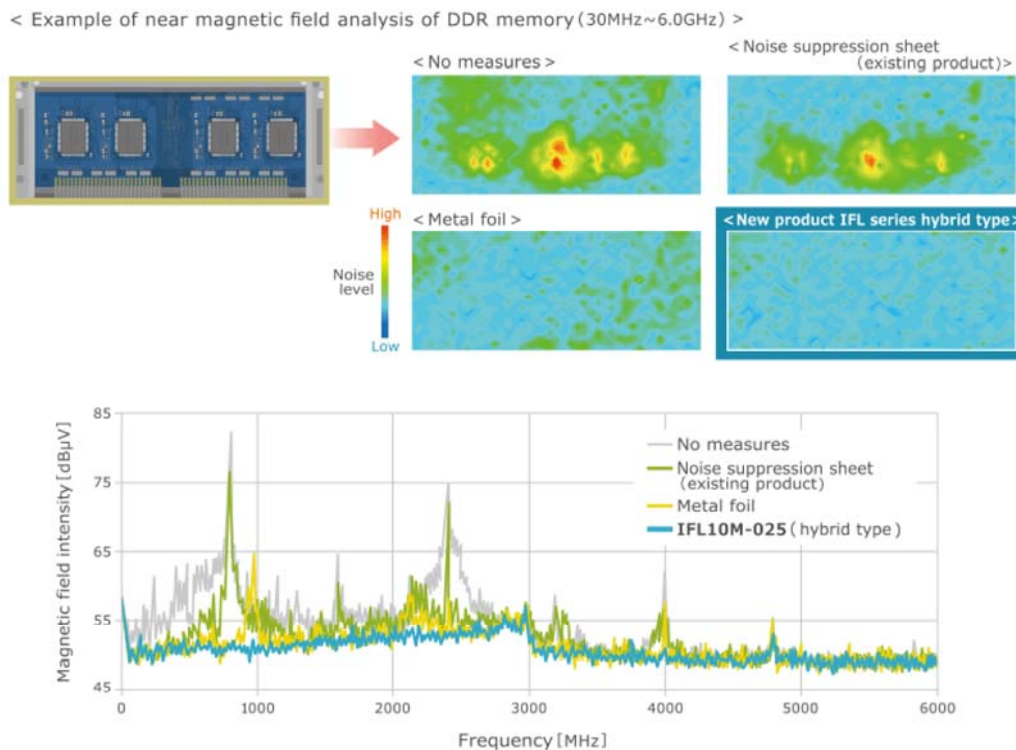 < Example of near magnetic field analysis of DDR memory (30MHz~6.0GHz) >
< No measures >
< Noise suppression sheet
(existing product)>
High
Noise
level
Low
< Metal foil >
< New product IFL series hybrid type>
Magnetic field intensity [dBμV]
85
75
65
55
45
No measures
Noise suppression sheet
(existing product)
Metal foil
IFL10M-025 ( hybrid type)
0
1000
2000
3000
4000
5000
6000
Frequency [MHz]